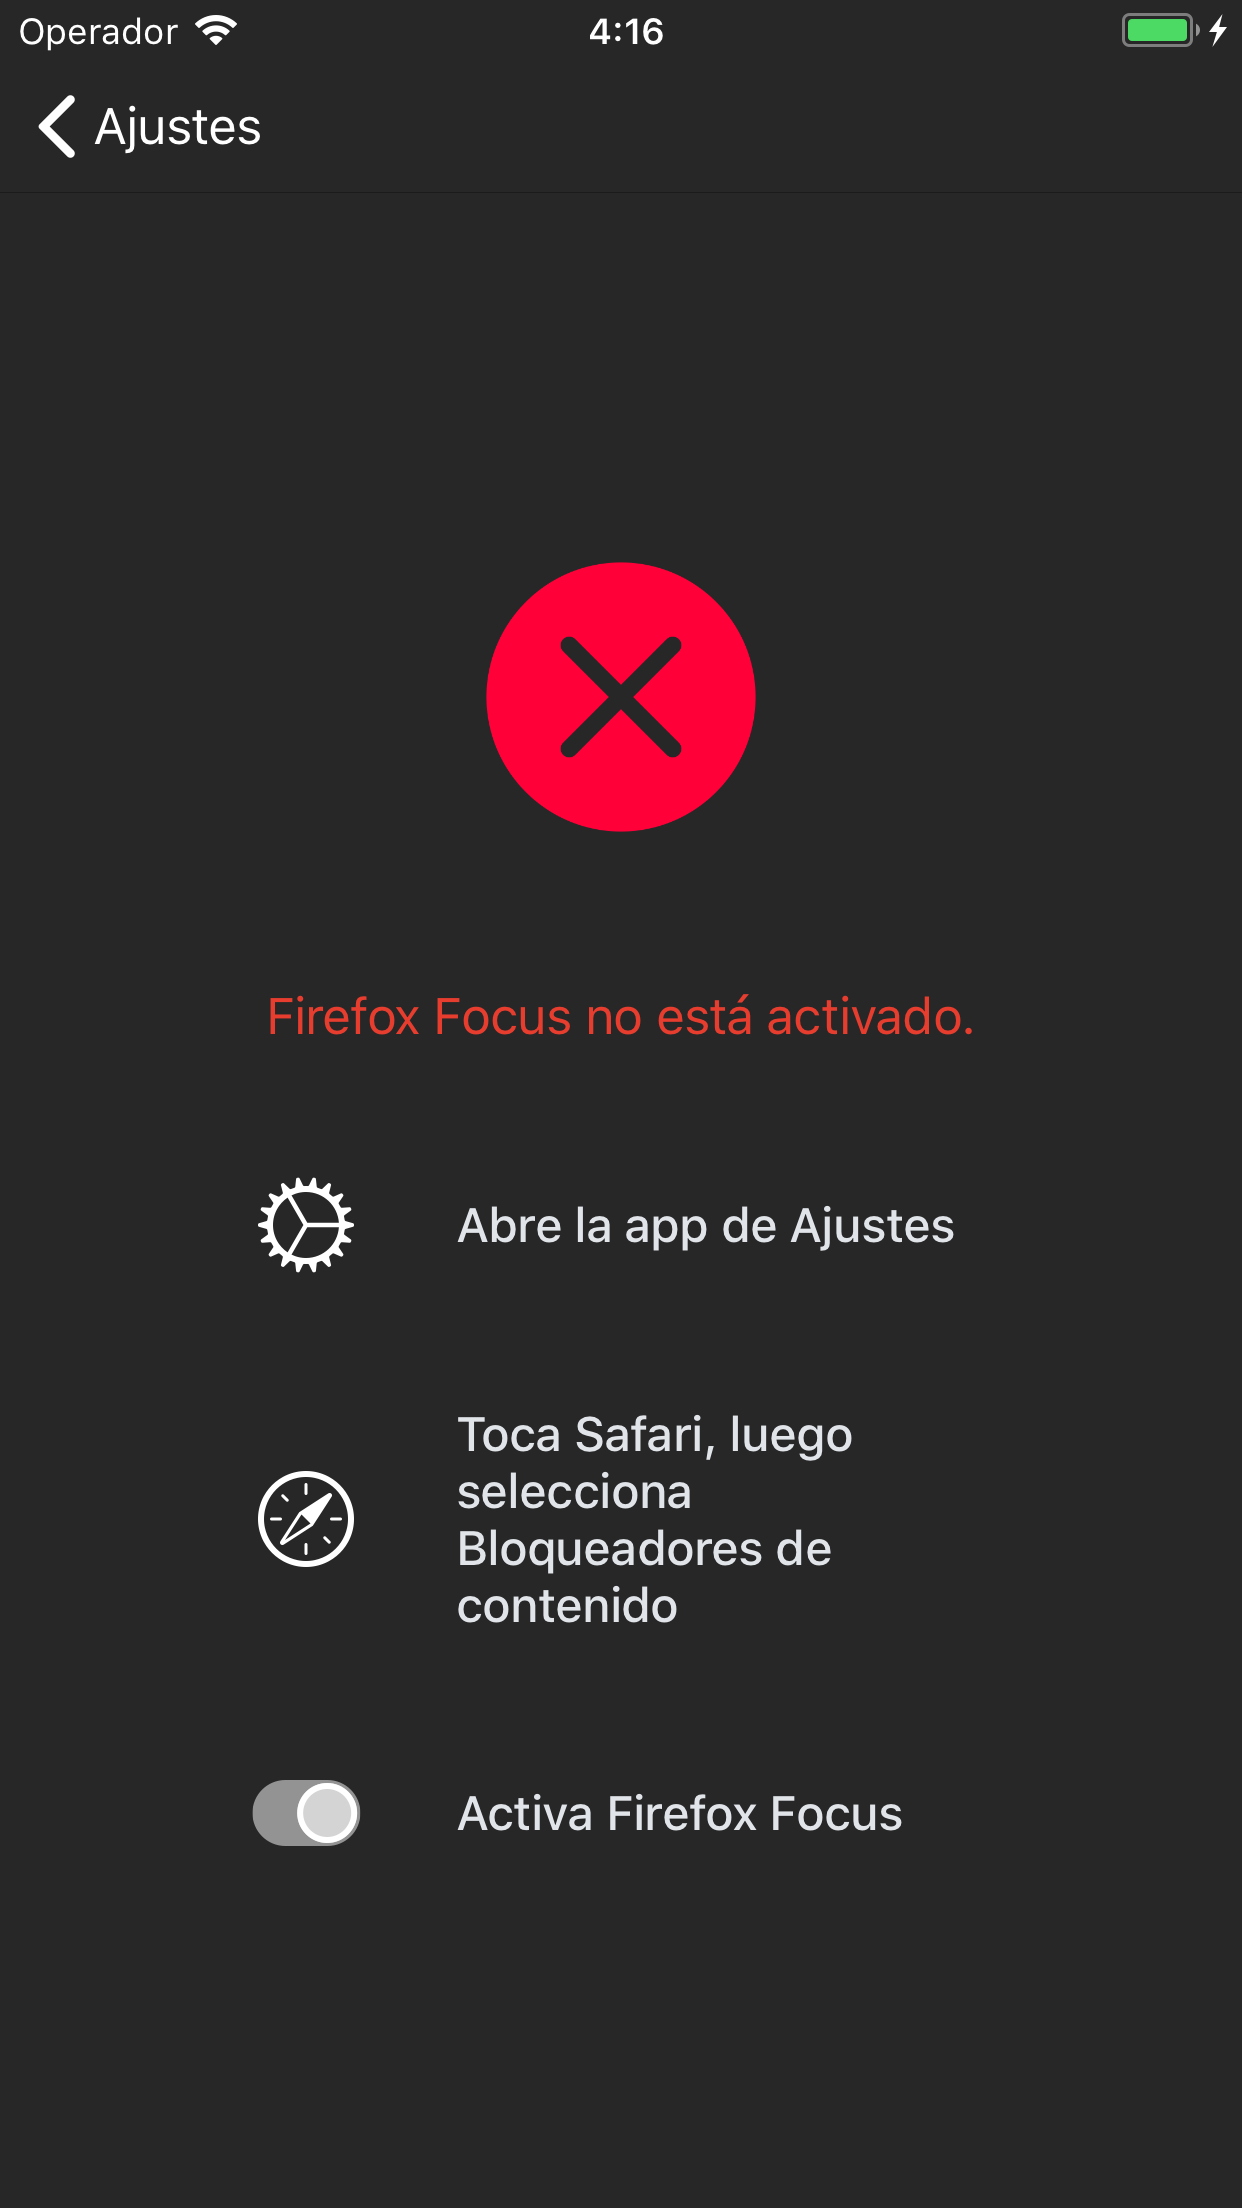 Operador
4:16
Ajustes
Firefox Focus no está activado.
Abre la app de Ajustes
Toca Safari, luego
selecciona
Bloqueadores de
contenido
Activa Firefox Focus